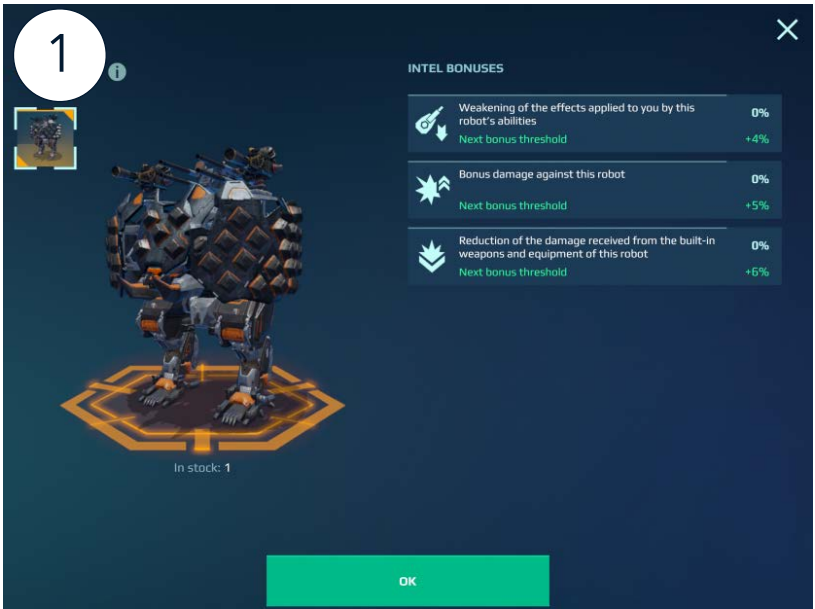 1
INTEL BONUSES
Weakening of the effects applied to you by this
robot's abilities
0%
Next bonus threshold
+4%
Bonus damage against this robot
0%
Next bonus threshold
+5%
Reduction of the damage received from the built-in
weapons and equipment of this robot
0%
Next bonus threshold
+6%
In stock: 1
OK